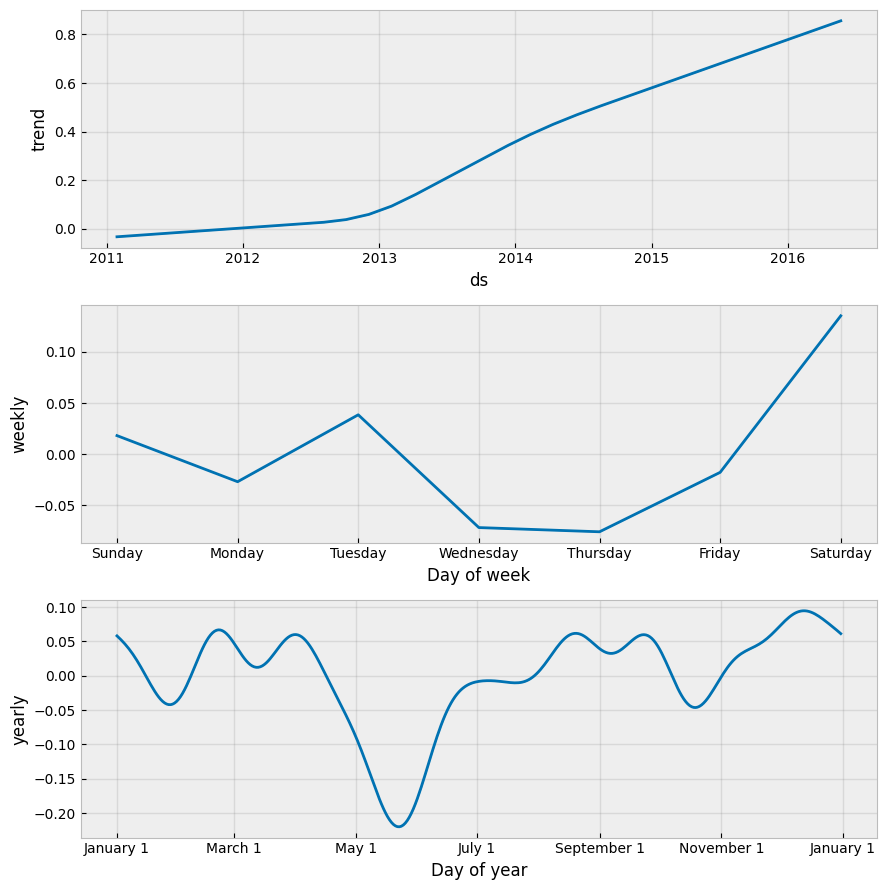 0.8
0.6
0.4
0.2
0.0
trend
2011 2012 2013 2014 2015 2016
ds
0.10
0.05
0.00
−0.05
weekly
Sunday Monday Tuesday Wednesday Thursday Friday Saturday
Day of week
0.10
0.05
0.00
−0.05
−0.10
−0.15
−0.20
yearly
January 1 March 1 May 1 July 1 September 1 November 1 January 1
Day of year